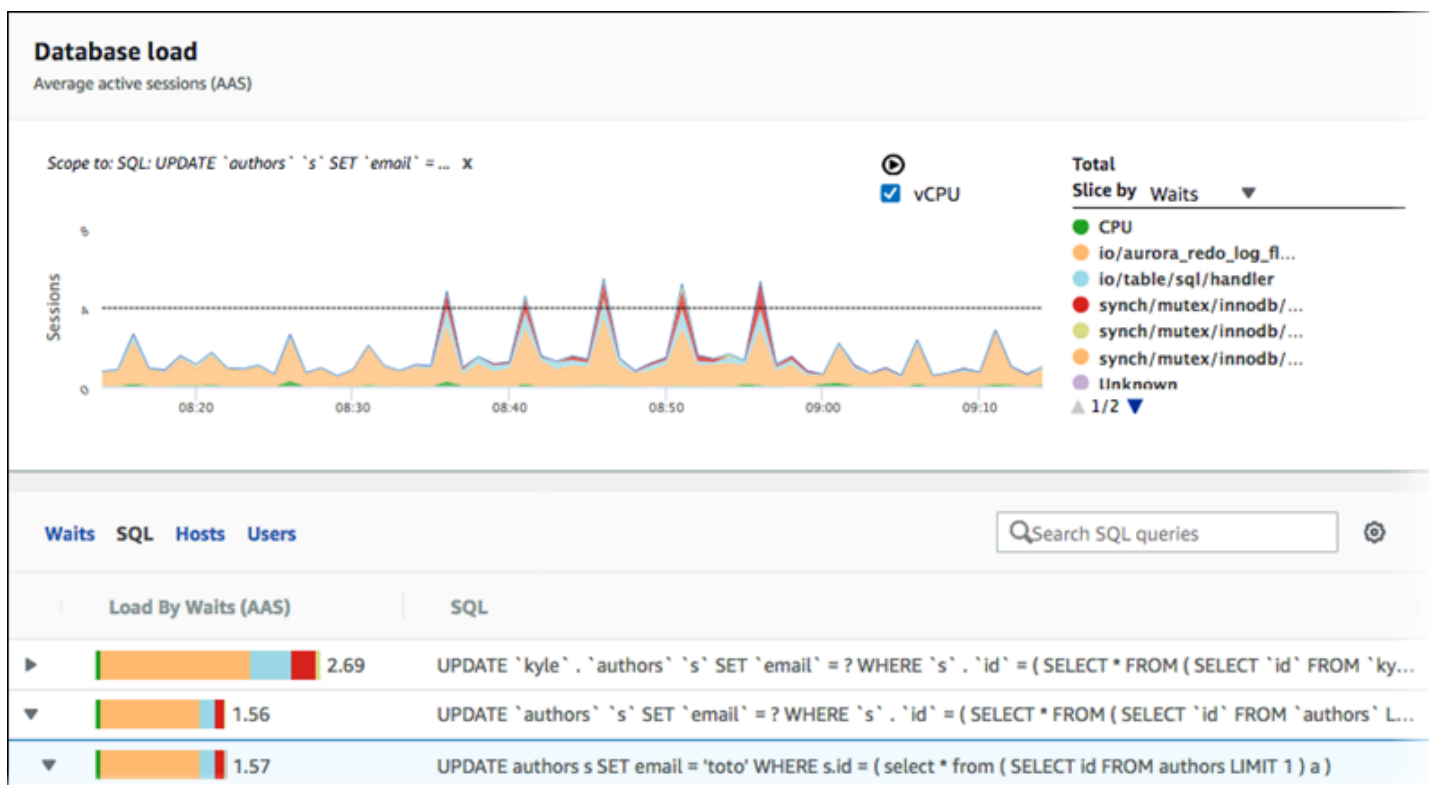 Database load
Average active sessions (AAS)
Scope to: SQL: UPDATE `authors` `s` SET `email` = ... x
vCPU
Total
Slice by Waits
CPU
io/aurora_redo_log_fl...
io/table/sql/handler
synch/mutex/innodb/...
synch/mutex/innodb/...
synch/mutex/innodb/...
Unknown
1/2
Sessions
8
4
0
08:20 08:30 08:40 08:50 09:00 09:10
Waits SQL Hosts Users
Search SQL queries
Load By Waits (AAS) SQL
2.69 UPDATE `kyle` . `authors` `s` SET `email` = ? WHERE `s` . `id` = ( SELECT * FROM ( SELECT `id` FROM `ky...
1.56 UPDATE `authors` `s` SET `email` = ? WHERE `s` . `id` = ( SELECT * FROM ( SELECT `id` FROM `authors` L...
1.57 UPDATE authors s SET email = 'toto' WHERE s.id = ( select * from ( SELECT id FROM authors LIMIT 1 ) a )